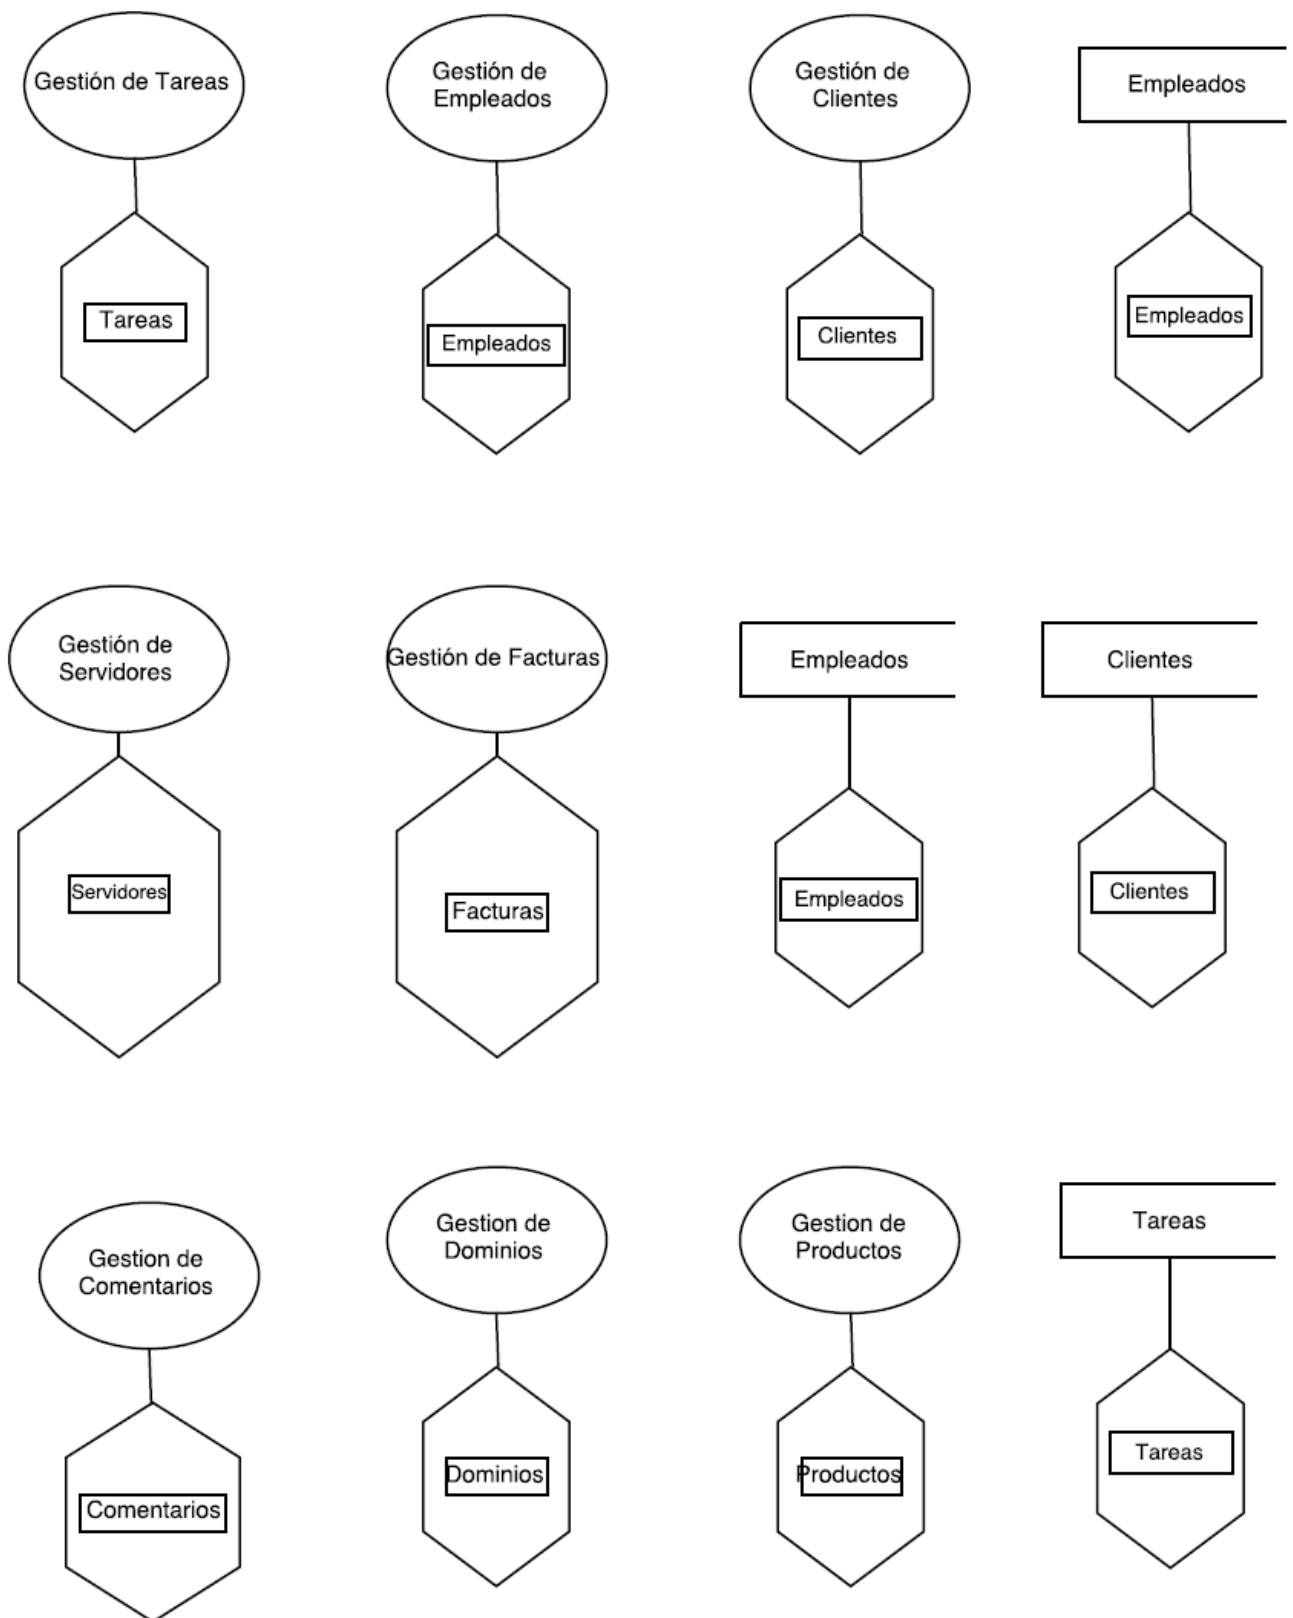 Gestión de Tareas
Gestión de
Empleados
Gestión de
Clientes
Empleados
Tareas
Empleados
Clientes
Empleados
Gestión de
Servidores
Gestión de Facturas
Empleados
Clientes
Servidores
Facturas
Empleados
Clientes
Gestion de
Comentarios
Gestion de
Dominios
Gestion de
Productos
Tareas
Comentarios
Dominios
Productos
Tareas